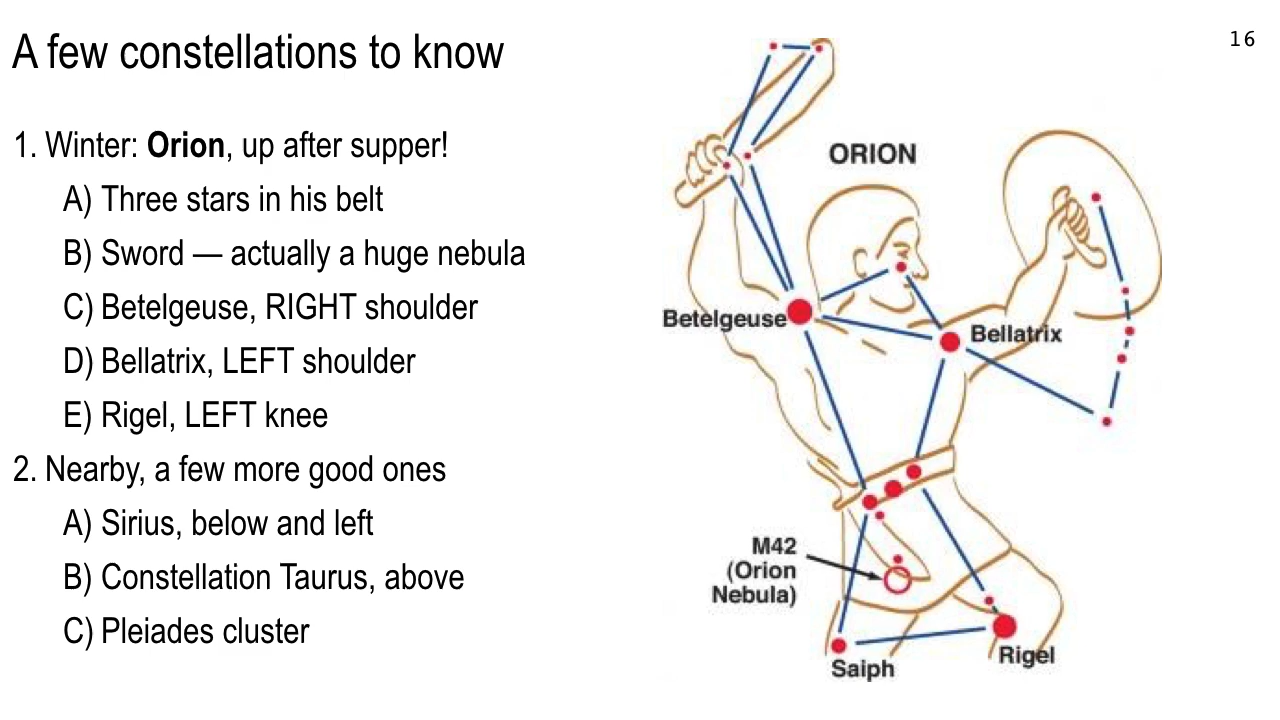 A few constellations to know
16
1. Winter: Orion, up after supper!
A) Three stars in his belt
B) Sword — actually a huge nebula
C) Betelgeuse, RIGHT shoulder
D) Bellatrix, LEFT shoulder
E) Rigel, LEFT knee
2. Nearby, a few more good ones
A) Sirius, below and left
B) Constellation Taurus, above
C) Pleiades cluster
ORION
Betelgeuse
Bellatrix
M42
(Orion
Nebula)
Saiph
Rigel